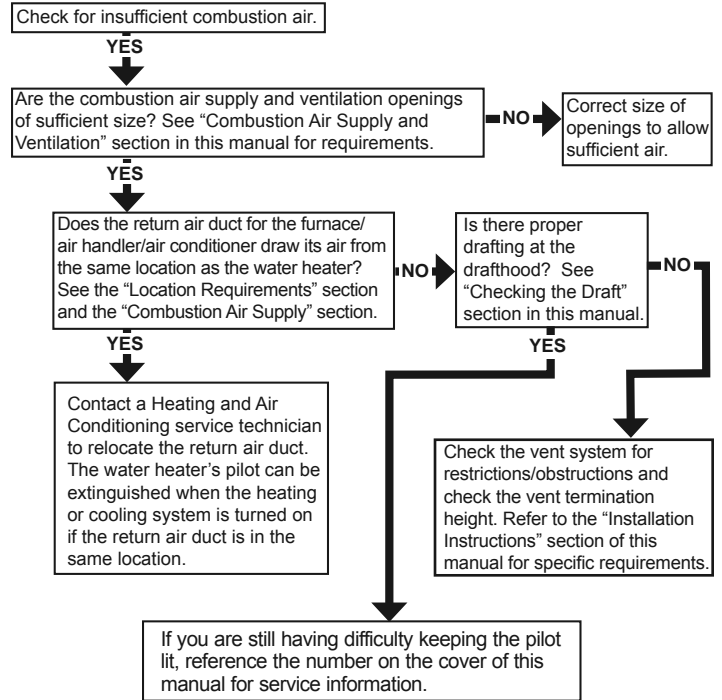 Check for insufficient combustion air.
YES
Are the combustion air supply and ventilation openings
of sufficient size? See “Combustion Air Supply and
Ventilation” section in this manual for requirements.
NO
Correct size of
openings to allow
sufficient air.
YES
Does the return air duct for the furnace/
air handler/air conditioner draw its air from
the same location as the water heater?
See the “Location Requirements” section
and the “Combustion Air Supply” section.
NO
Is there proper
drafting at the
drafthood? See
“Checking the Draft”
section in this manual.
NO
YES
YES
Contact a Heating and Air
Conditioning service technician
to relocate the return air duct.
The water heater’s pilot can be
extinguished when the heating
or cooling system is turned on
if the return air duct is in the
same location.
Check the vent system for
restrictions/obstructions and
check the vent termination
height. Refer to the “Installation
Instructions” section of this
manual for specific requirements.
If you are still having difficulty keeping the pilot
lit, reference the number on the cover of this
manual for service information.